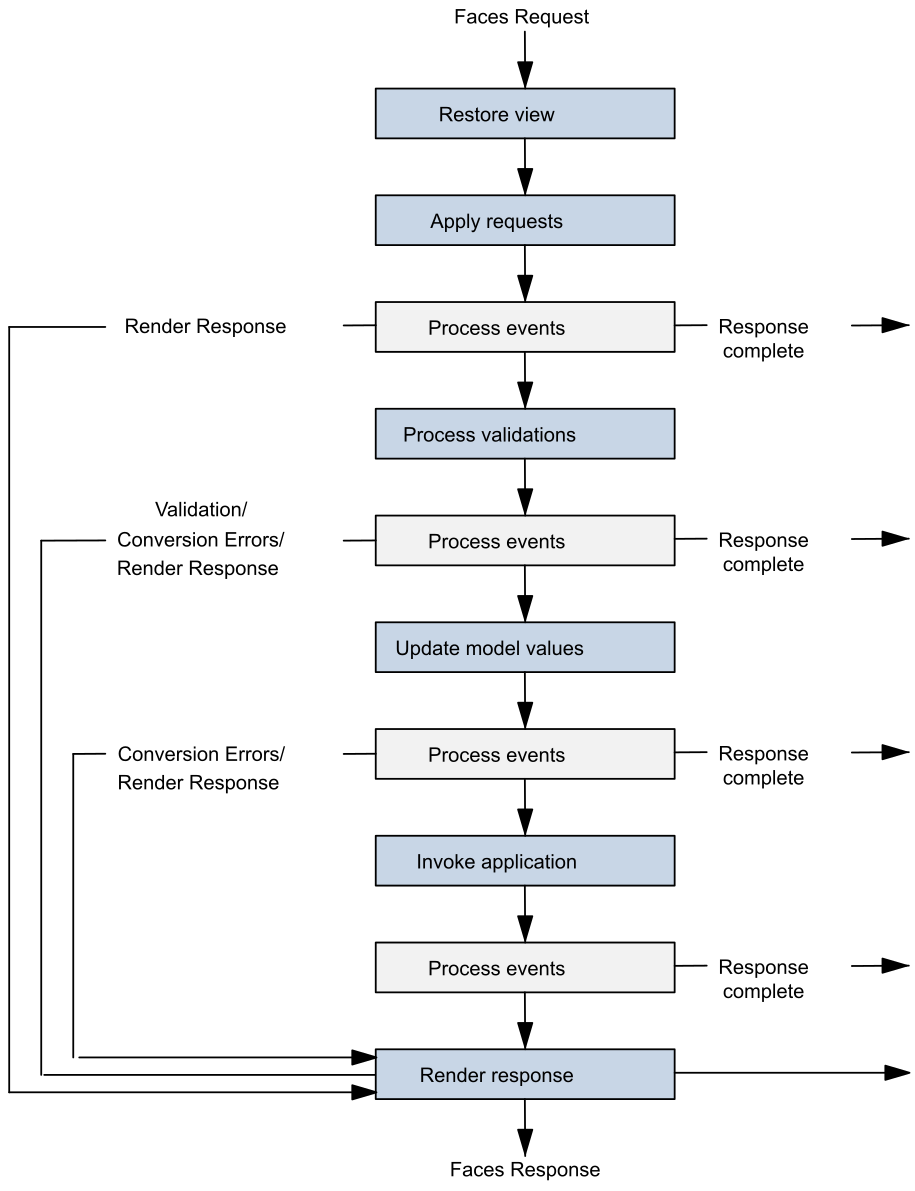 Faces Request
Restore view
Apply requests
Render Response
Process events
Response
complete
Process validations
Validation/
Conversion Errors/
Render Response
Process events
Response
complete
Update model values
Conversion Errors/
Render Response
Process events
Response
complete
Invoke application
Process events
Response
complete
Render response
Faces Response